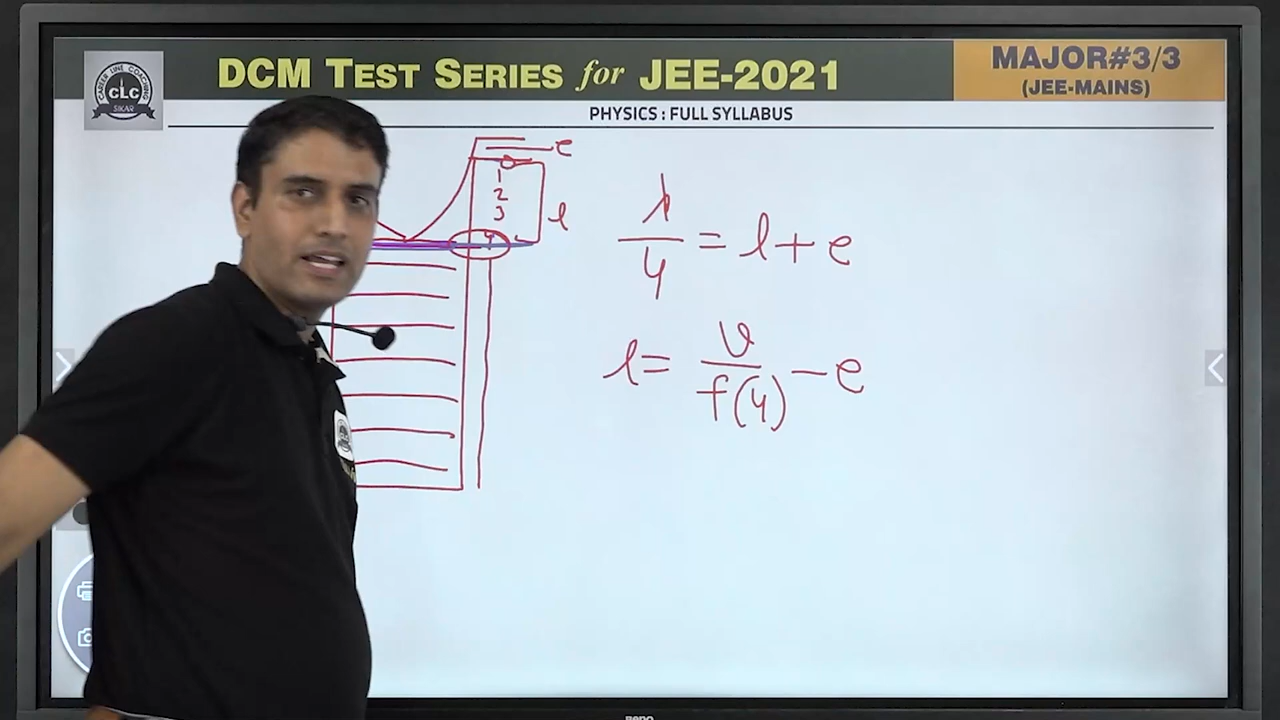 DCM TEST SERIES for JEE-2021
MAJOR#3/3
(JEE-MAINS)
CAREER LINE COACHING
CLC
SIKAR
PHYSICS : FULL SYLLABUS
e
0
1
2
3
4
l
λ/4 = l + e
l = v/f(4) - e